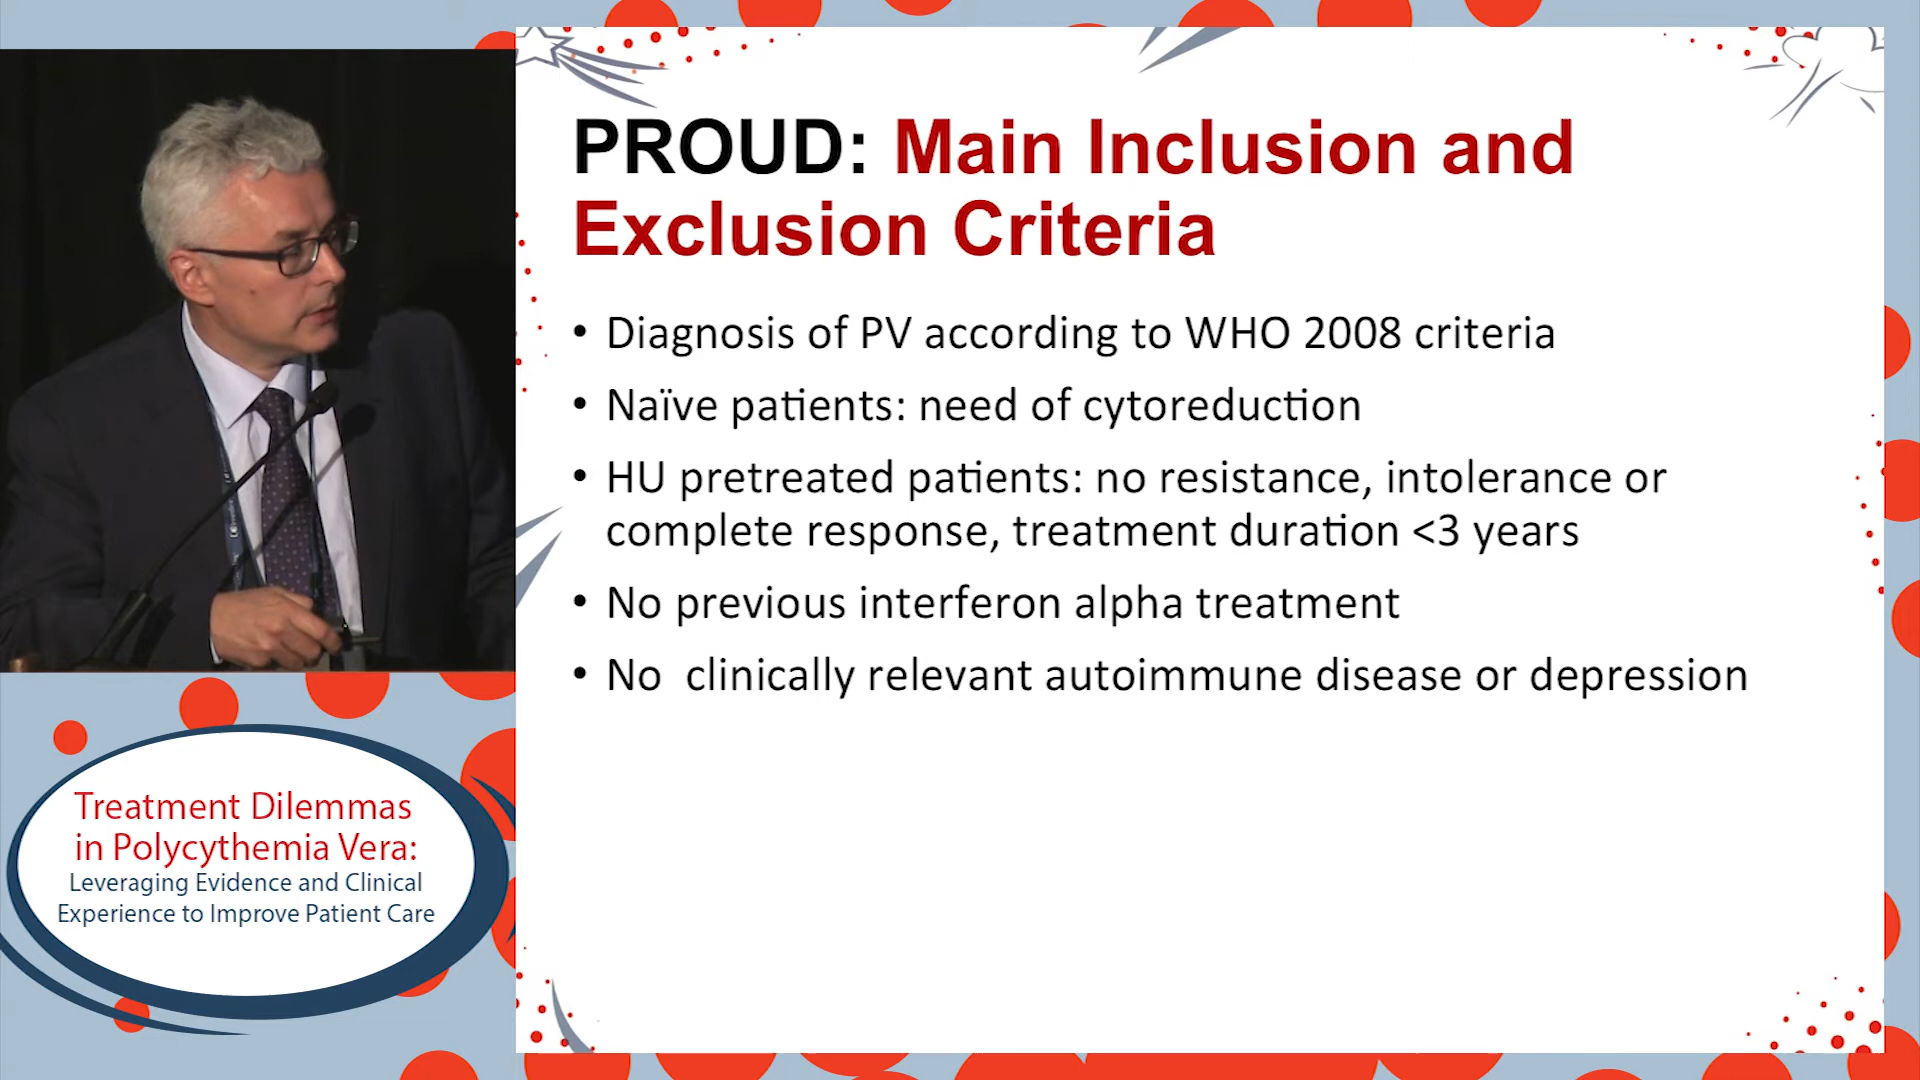 PROUD: Main Inclusion and
Exclusion Criteria
• Diagnosis of PV according to WHO 2008 criteria
• Naïve patients: need of cytoreduction
• HU pretreated patients: no resistance, intolerance or
complete response, treatment duration <3 years
• No previous interferon alpha treatment
• No  clinically relevant autoimmune disease or depression
Treatment Dilemmas
in Polycythemia Vera:
Leveraging Evidence and Clinical
Experience to Improve Patient Care